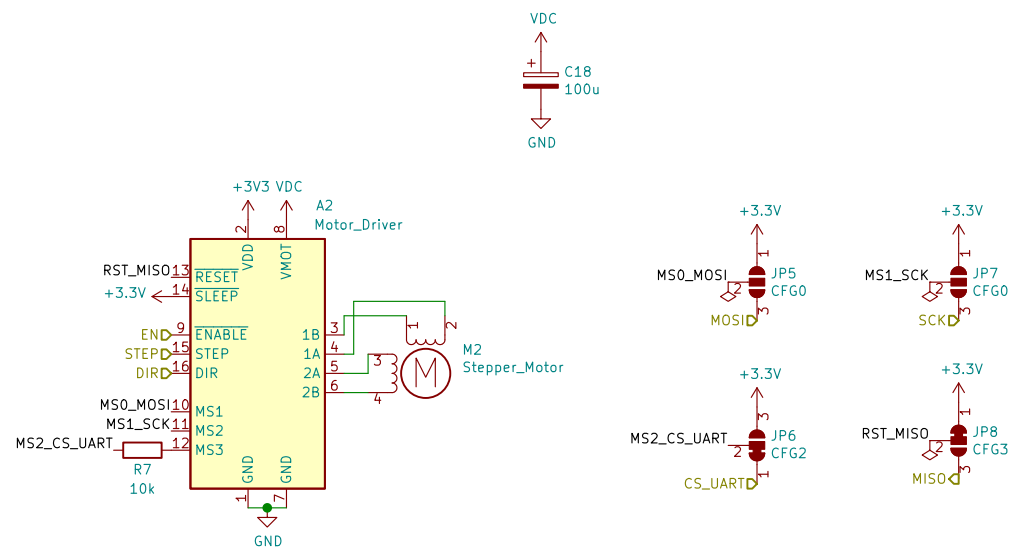 VDC
+
C18
100u
GND
+3V3 VDC
A2
Motor_Driver
2
8
VDD
VMOT
RST_MISO
13
RESET
+3.3V
14
SLEEP
EN
9
ENABLE
STEP
15
STEP
DIR
16
DIR
MS0_MOSI
10
MS1
MS1_SCK
11
MS2
MS2_CS_UART
12
MS3
R7
10k
1B
3
1A
4
2A
5
2B
6
1
2
3
4
M
M2
Stepper_Motor
GND
GND
1
7
GND
+3.3V
1
MS0_MOSI
2
JP5
CFG0
3
MOSI
+3.3V
1
MS1_SCK
2
JP7
CFG0
3
SCK
+3.3V
3
MS2_CS_UART
2
JP6
CFG2
1
CS_UART
+3.3V
1
RST_MISO
2
JP8
CFG3
3
MISO